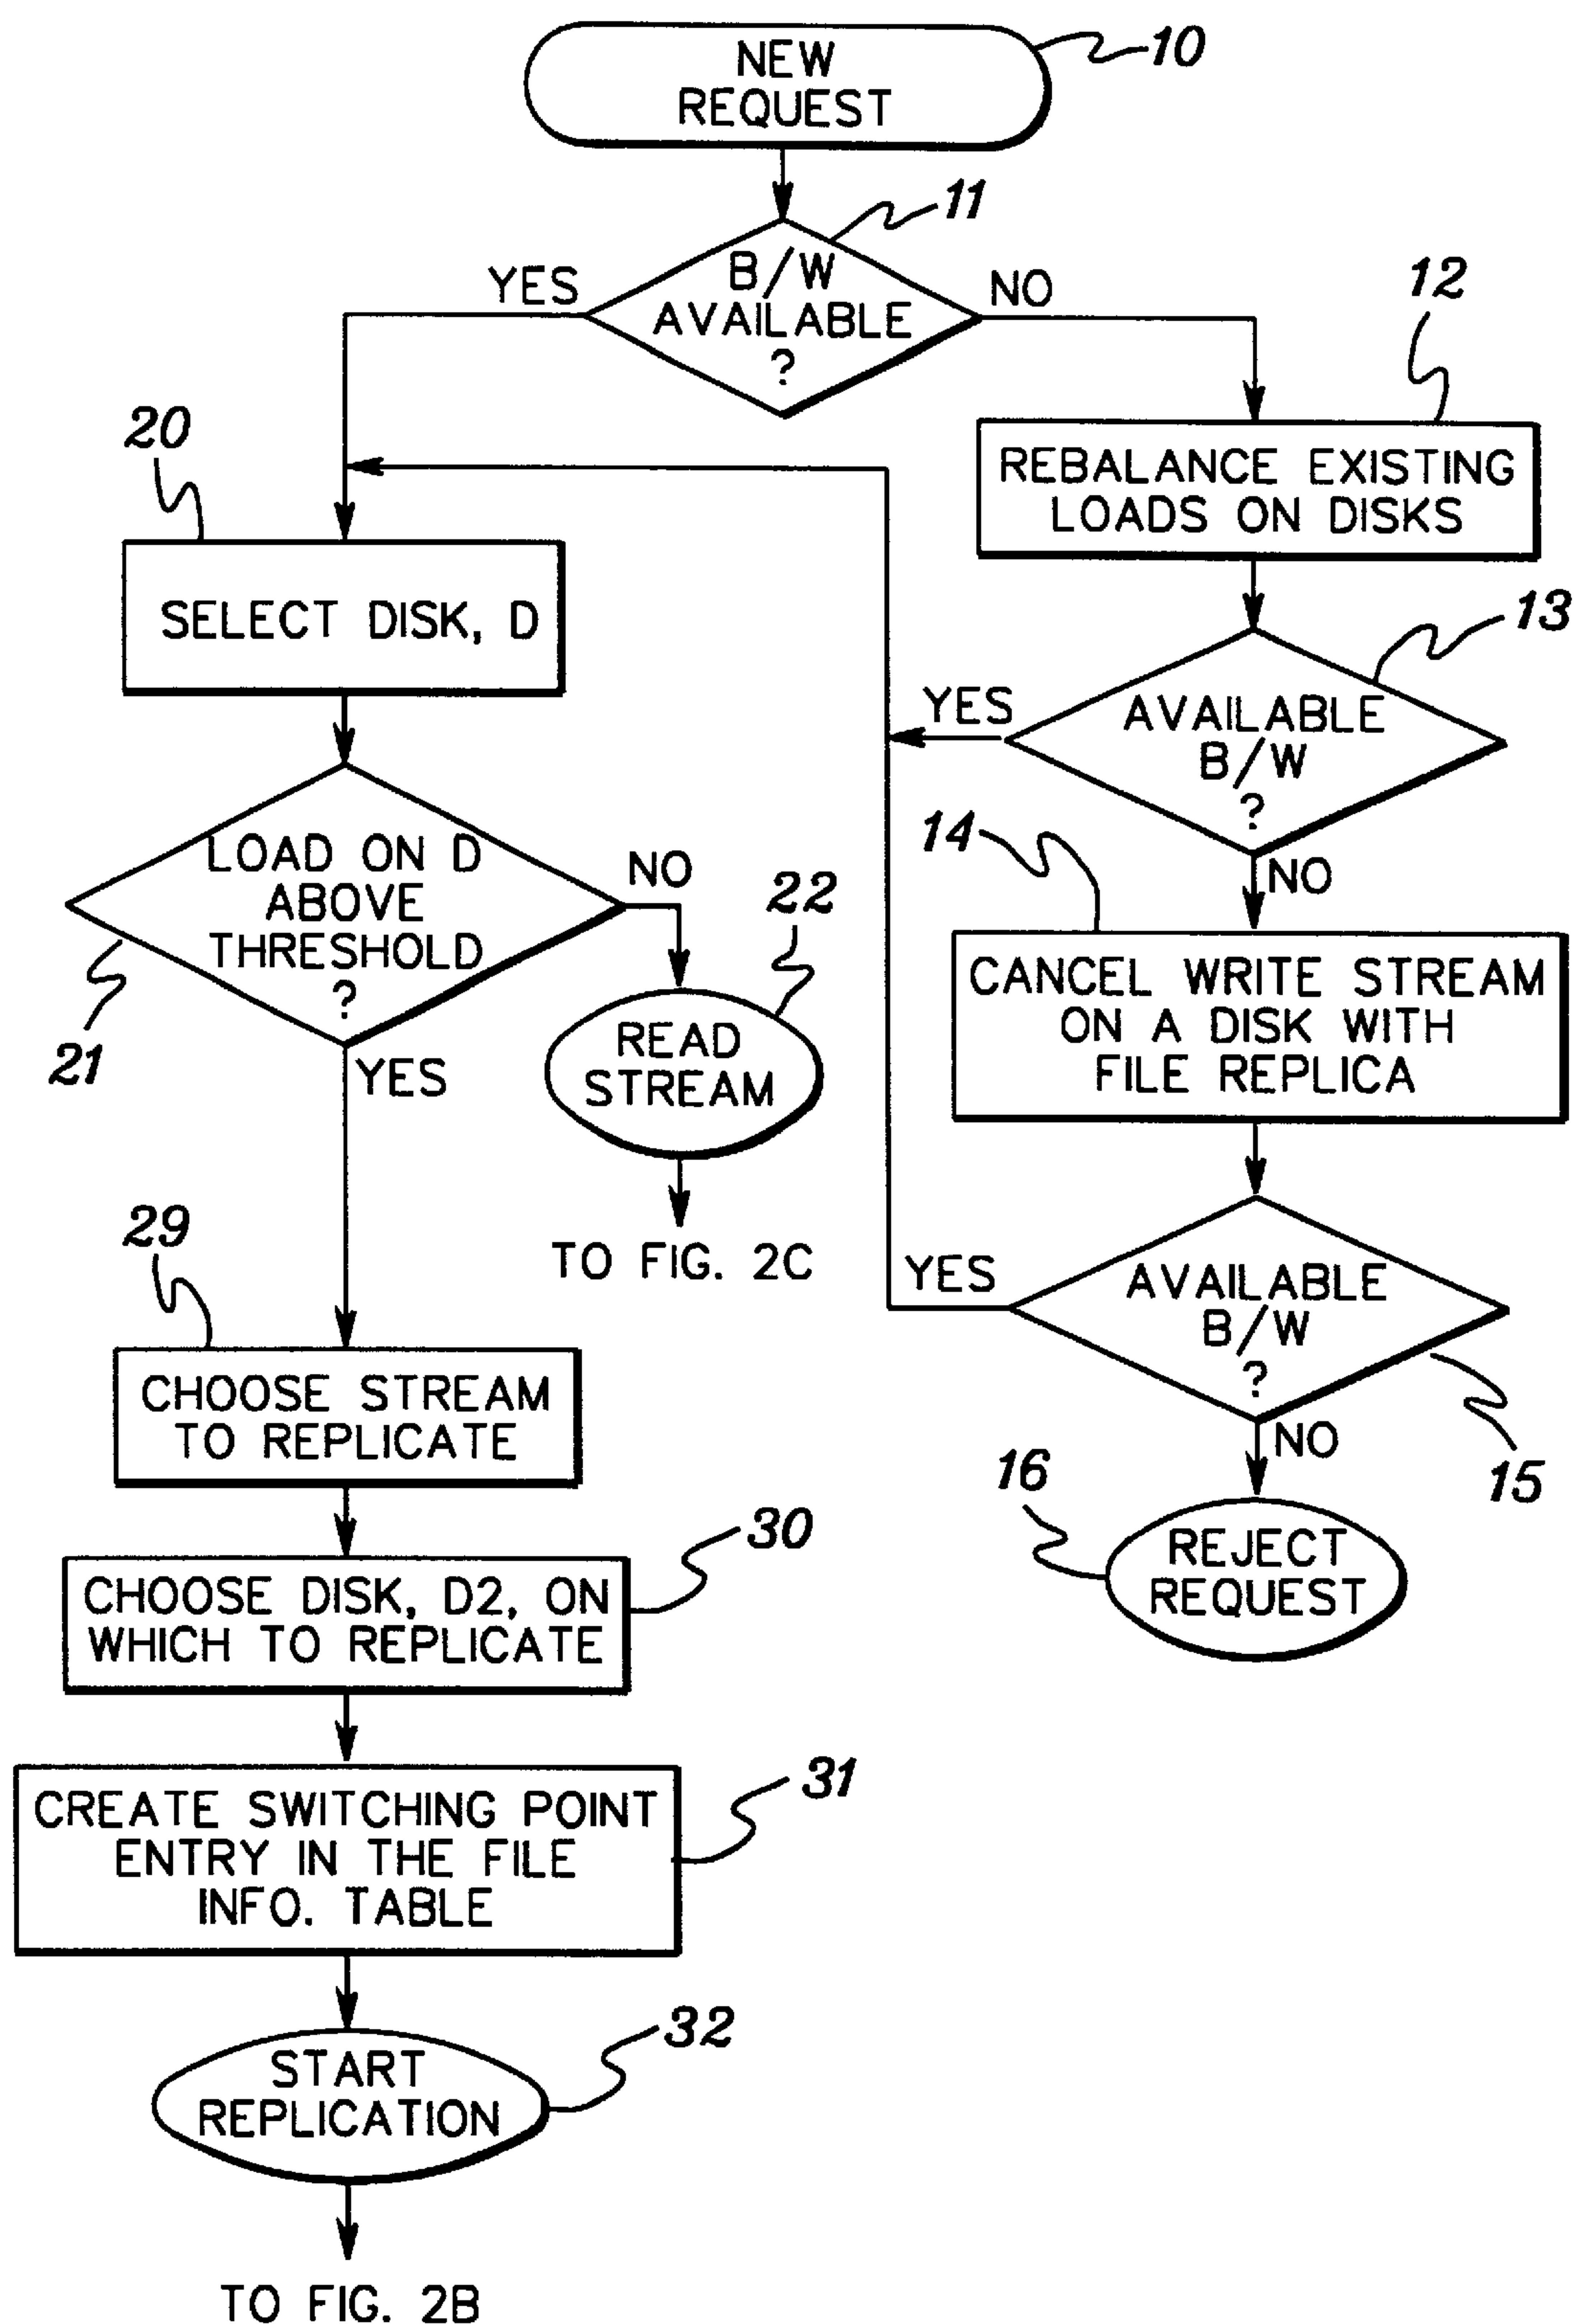 NEW
REQUEST
10
11
B/W
AVAILABLE
?
YES
NO
12
REBALANCE EXISTING
LOADS ON DISKS
20
SELECT DISK, D
13
AVAILABLE
B/W
?
YES
NO
LOAD ON D
ABOVE
THRESHOLD
?
21
NO
YES
22
READ
STREAM
TO FIG. 2C
14
CANCEL WRITE STREAM
ON A DISK WITH
FILE REPLICA
AVAILABLE
B/W
?
YES
15
NO
16
REJECT
REQUEST
29
CHOOSE STREAM
TO REPLICATE
30
CHOOSE DISK, D2, ON
WHICH TO REPLICATE
31
CREATE SWITCHING POINT
ENTRY IN THE FILE
INFO. TABLE
32
START
REPLICATION
TO FIG. 2B